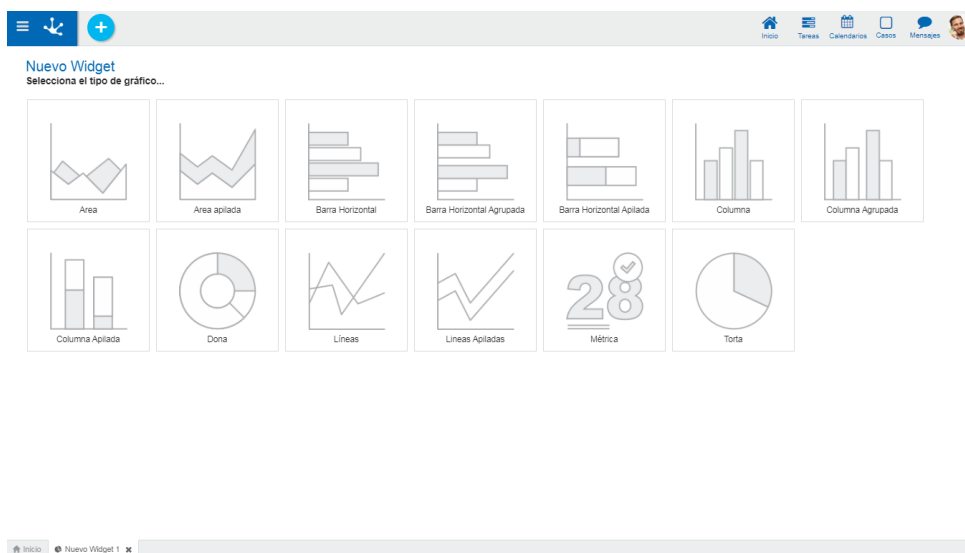 Inicio
Tareas
Calendarios
Casos
Mensajes
Nuevo Widget
Selecciona el tipo de gráfico...
Area
Area apilada
Barra Horizontal
Barra Horizontal Agrupada
Barra Horizontal Apilada
Columna
Columna Agrupada
28
Columna Apilada
Dona
Líneas
Lineas Apiladas
Métrica
Torta
Inicio
Nuevo Widget 1